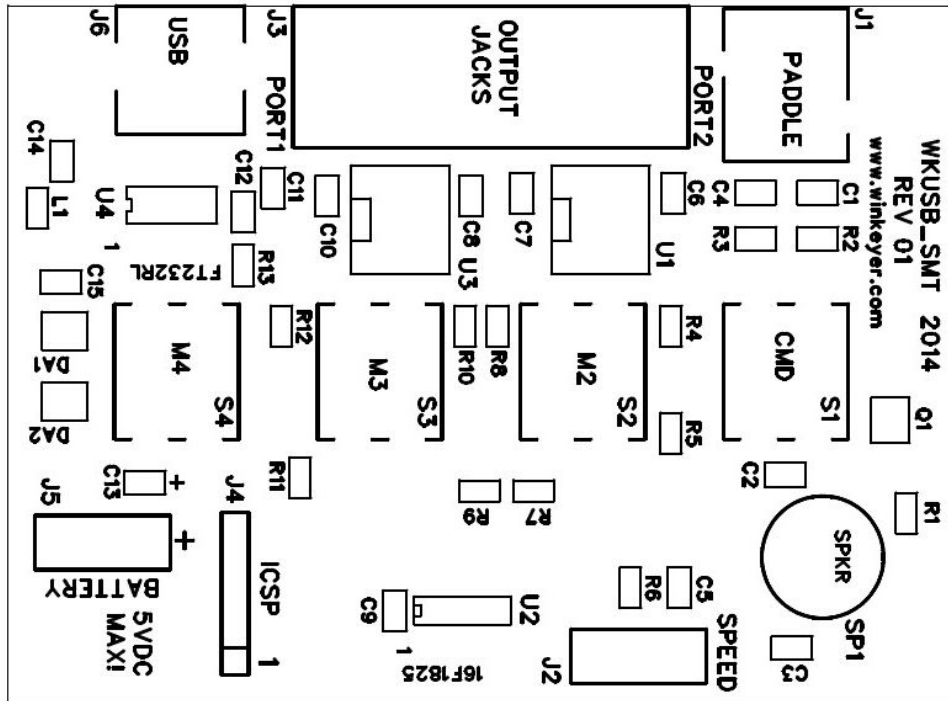 J6
USB
J3
OUTPUT
JACKS
PORT1
PORT2
J1
PADDLE
WKUSB_SMT 2014
REV 01
www.winkeyer.com
C14
L1
U4
1
FT232RL
C12
C11
R13
C10
C8
U3
C7
C6
U1
C4
C1
R3
R2
C15
DA1
DA2
M4
S4
R12
M3
S3
R10
R8
M2
S2
R4
R5
CMD
S1
Q1
C13
+
J5
+
BATTERY
5VDC
MAX!
J4
ICSP
1
R11
R9
R7
C2
R1
SPKR
SP1
C3
C9
U2
1
16F1825
R6
C5
J2
SPEED